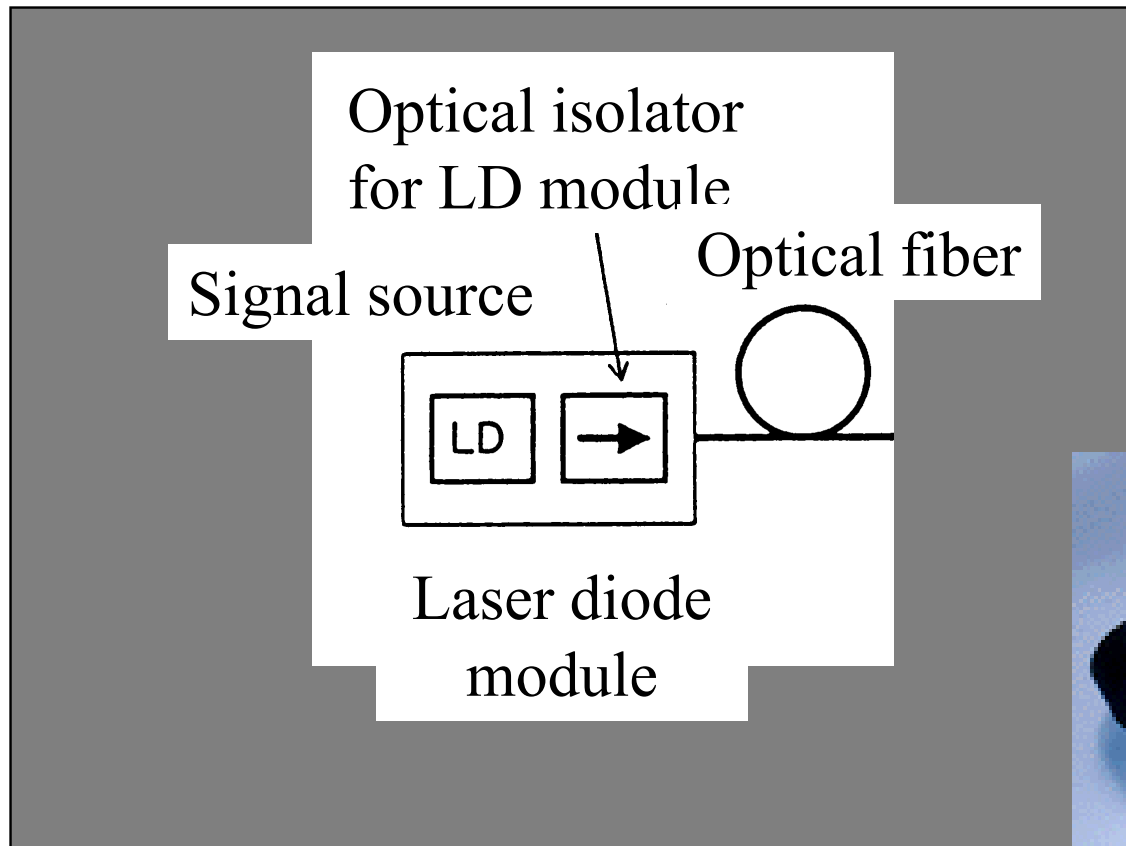 Optical isolator
for LD module
Optical fiber
Signal source
LD
Laser diode
module